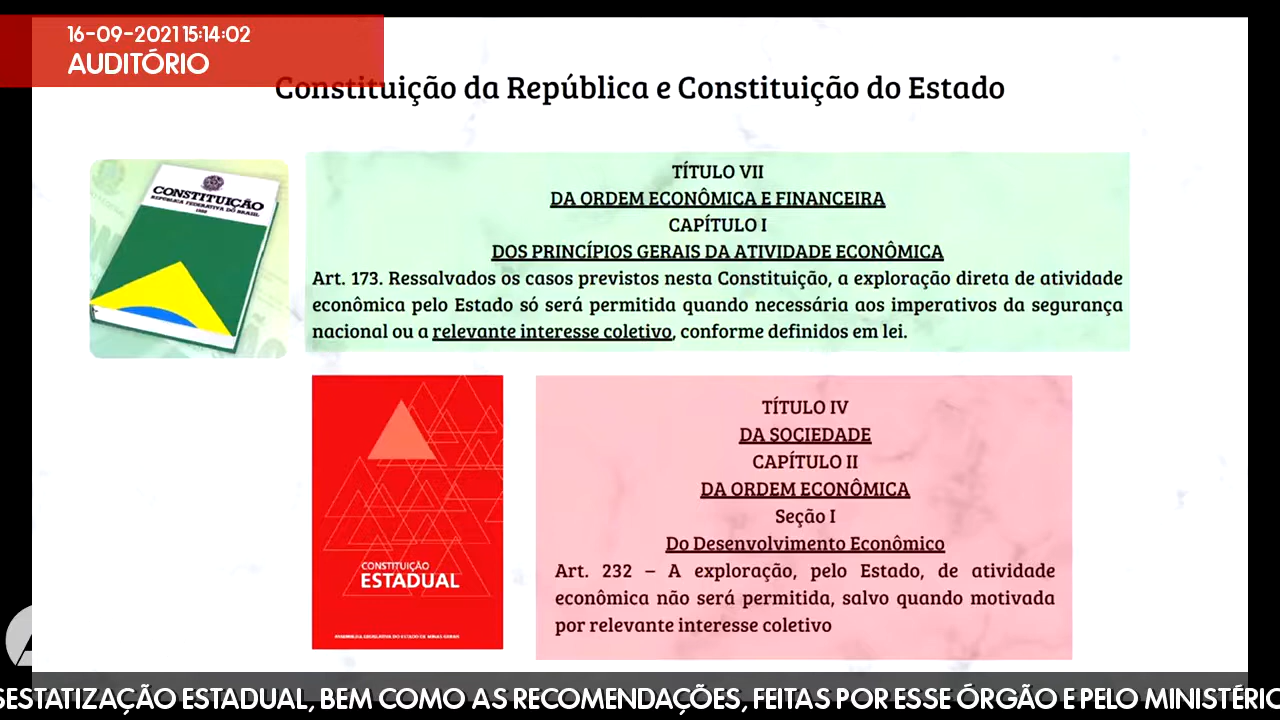 16-09-2021 15:14:02
AUDITÓRIO
Constituição da República e Constituição do Estado
CONSTITUIÇÃO
REPÚBLICA FEDERATIVA DO BRASIL
1988
TÍTULO VII
DA ORDEM ECONÔMICA E FINANCEIRA
CAPÍTULO I
DOS PRINCÍPIOS GERAIS DA ATIVIDADE ECONÔMICA
Art. 173. Ressalvados os casos previstos nesta Constituição, a exploração direta de atividade
econômica pelo Estado só será permitida quando necessária aos imperativos da segurança
nacional ou a relevante interesse coletivo, conforme definidos em lei.
CONSTITUIÇÃO
ESTADUAL
ASSEMBLEIA LEGISLATIVA DO ESTADO DE MINAS GERAIS
TÍTULO IV
DA SOCIEDADE
CAPÍTULO II
DA ORDEM ECONÔMICA
Seção I
Do Desenvolvimento Econômico
Art. 232 – A exploração, pelo Estado, de atividade
econômica não será permitida, salvo quando motivada
por relevante interesse coletivo
SESTATIZAÇÃO ESTADUAL, BEM COMO AS RECOMENDAÇÕES, FEITAS POR ESSE ÓRGÃO E PELO MINISTÉRIO